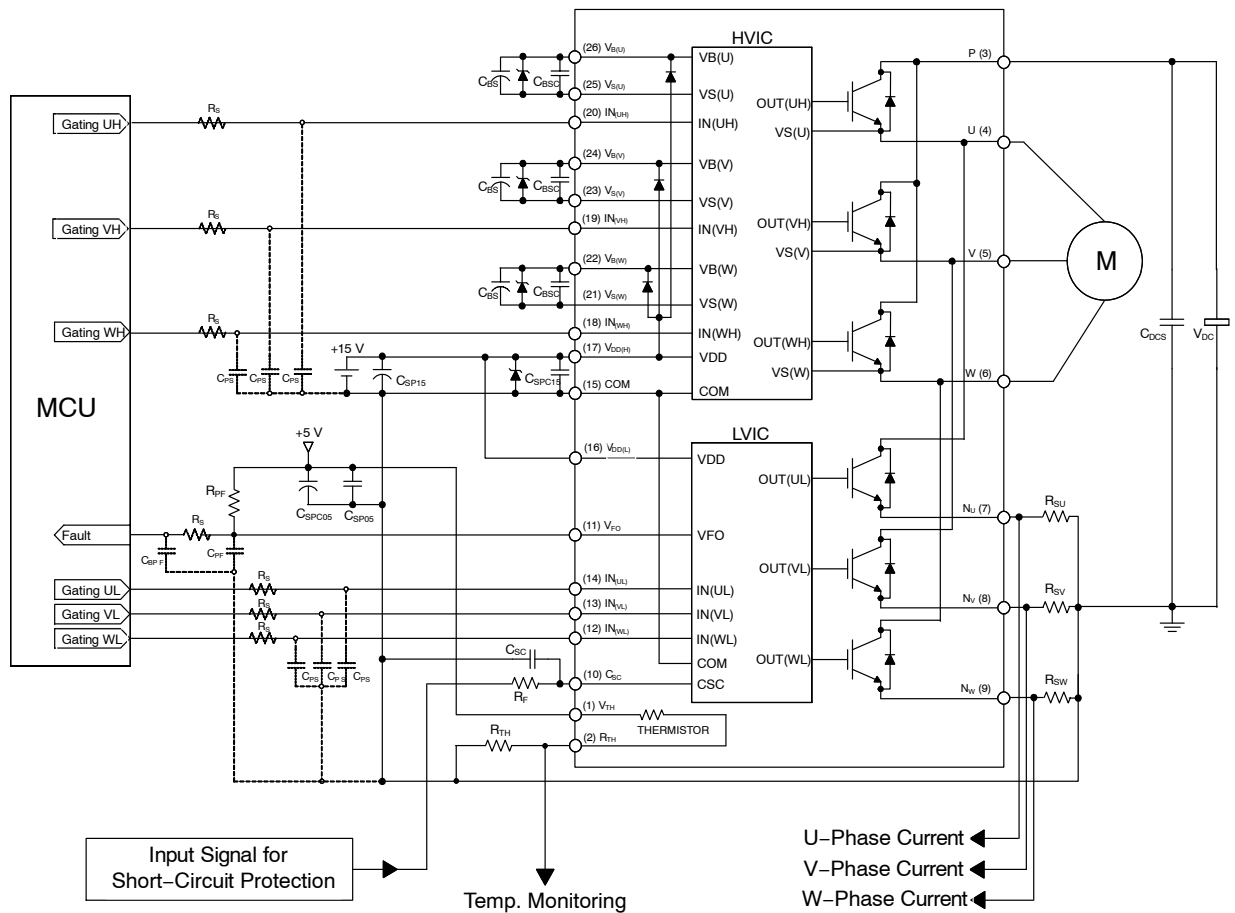 HVIC
(26) VB(U)
VB(U)
P (3)
CBS
CBSC
(25) VS(U)
VS(U)
OUT(UH)
Gating UH
RS
(20) IN(UH)
IN(UH)
VS(U)
U (4)
(24) VB(V)
VB(V)
CBS
CBSC
(23) VS(V)
VS(V)
OUT(VH)
Gating VH
RS
(19) IN(VH)
IN(VH)
VS(V)
V (5)
M
(22) VB(W)
VB(W)
CBS
CBSC
(21) VS(W)
VS(W)
Gating WH
RS
(18) IN(WH)
IN(WH)
OUT(WH)
CDCS
VDC
+15 V
(17) VDD(H)
VDD
VS(W)
W (6)
CPS
CPS
CPS
CSP15
CSPC15
(15) COM
COM
MCU
LVIC
+5 V
(16) VDD(L)
VDD
OUT(UL)
RPF
CSPC05
CSP05
NU (7)
RSU
Fault
RS
(11) VFO
VFO
CBPF
CPF
OUT(VL)
Gating UL
RS
(14) IN(UL)
IN(UL)
Gating VL
RS
(13) IN(VL)
IN(VL)
NV (8)
RSV
Gating WL
RS
(12) IN(WL)
IN(WL)
CPS
CPS
CPS
CSC
COM
OUT(WL)
RF
(10) CSC
CSC
NW (9)
RSW
(1) VTH
THERMISTOR
RTH
(2) RTH
U−Phase Current
Input Signal for
Short−Circuit Protection
V−Phase Current
Temp. Monitoring
W−Phase Current